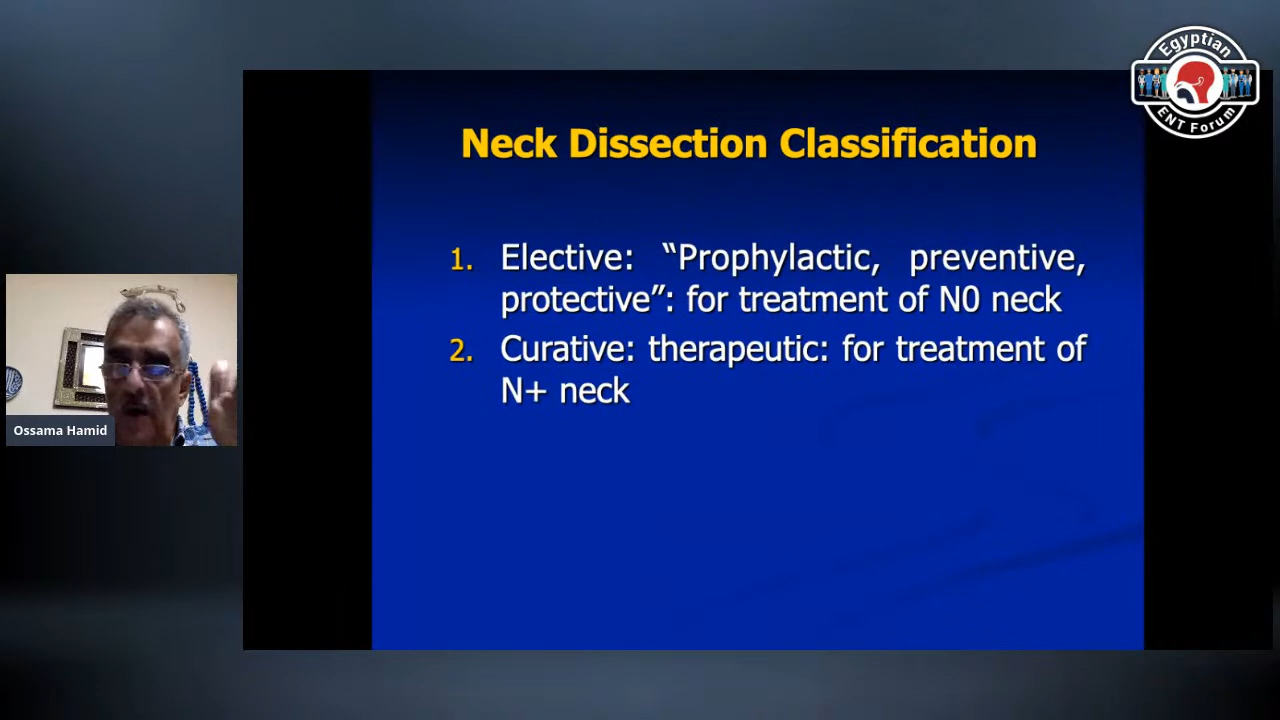 Egyptian
ENT Forum
Neck Dissection Classification
1. Elective: “Prophylactic, preventive,
protective”: for treatment of N0 neck
2. Curative: therapeutic: for treatment of
N+ neck
Ossama Hamid